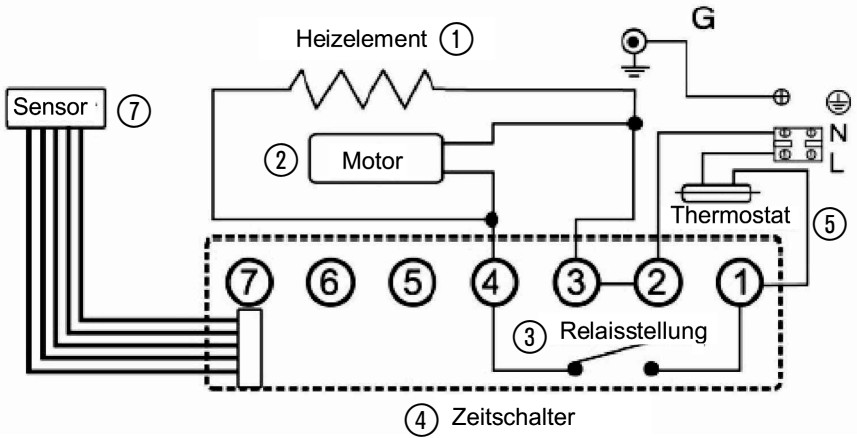 G
Heizelement ①
Sensor ⑦
② Motor
N
L
Thermostat ⑤
⑦ ⑥ ⑤ ④ ③ ② ①
③ Relaisstellung
④ Zeitschalter